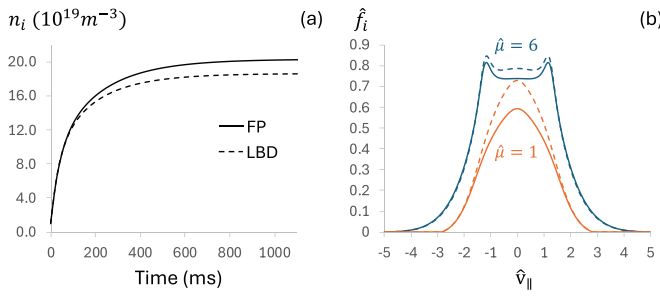 n_i (10^19 m^−3) (a)
20.0
16.0
12.0
8.0
4.0
0.0
FP
LBD
0 200 400 600 800 1000
Time (ms)
f̂_i (b)
0.9
0.8
0.7
0.6
0.5
0.4
0.3
0.2
0.1
0
μ̂ = 6
μ̂ = 1
-5 -4 -3 -2 -1 0 1 2 3 4 5
v̂_∥